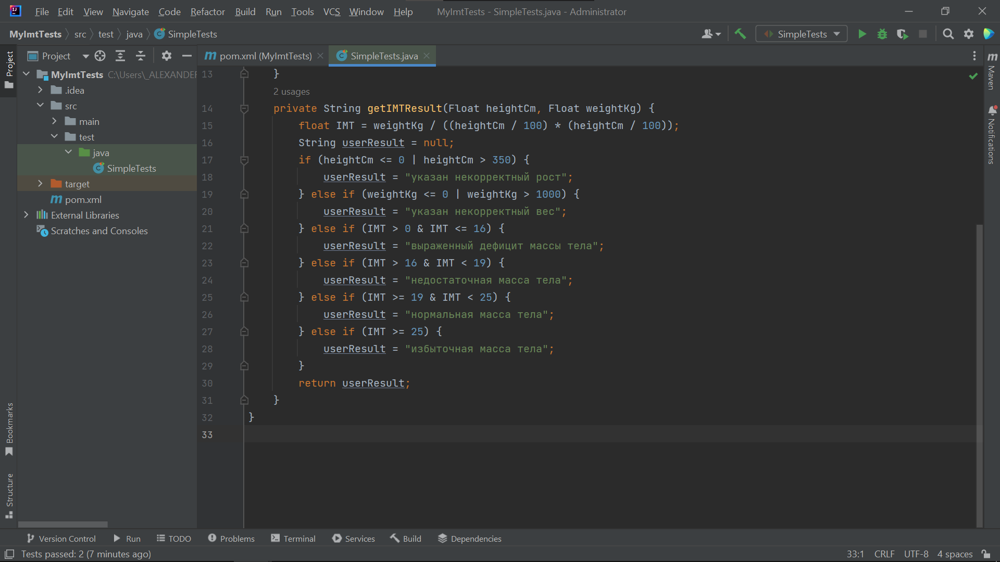 File Edit View Navigate Code Refactor Build Run Tools VCS Window Help MyImtTests - SimpleTests.java - Administrator
MyImtTests src test java SimpleTests SimpleTests
Project
Project pom.xml (MyImtTests) SimpleTests.java
MyImtTests C:\Users\_ALEXANDER
.idea
src
main
test
java
SimpleTests
target
pom.xml
External Libraries
Scratches and Consoles
13 }
2 usages
14 private String getIMTResult(Float heightCm, Float weightKg) {
15 float IMT = weightKg / ((heightCm / 100) * (heightCm / 100));
16 String userResult = null;
17 if (heightCm <= 0 | heightCm > 350) {
18 userResult = "указан некорректный рост";
19 } else if (weightKg <= 0 | weightKg > 1000) {
20 userResult = "указан некорректный вес";
21 } else if (IMT > 0 & IMT <= 16) {
22 userResult = "выраженный дефицит массы тела";
23 } else if (IMT > 16 & IMT < 19) {
24 userResult = "недостаточная масса тела";
25 } else if (IMT >= 19 & IMT < 25) {
26 userResult = "нормальная масса тела";
27 } else if (IMT >= 25) {
28 userResult = "избыточная масса тела";
29 }
30 return userResult;
31 }
32 }
33
Maven
Notifications
Bookmarks
Structure
Version Control Run TODO Problems Terminal Services Build Dependencies
Tests passed: 2 (7 minutes ago) 33:1 CRLF UTF-8 4 spaces